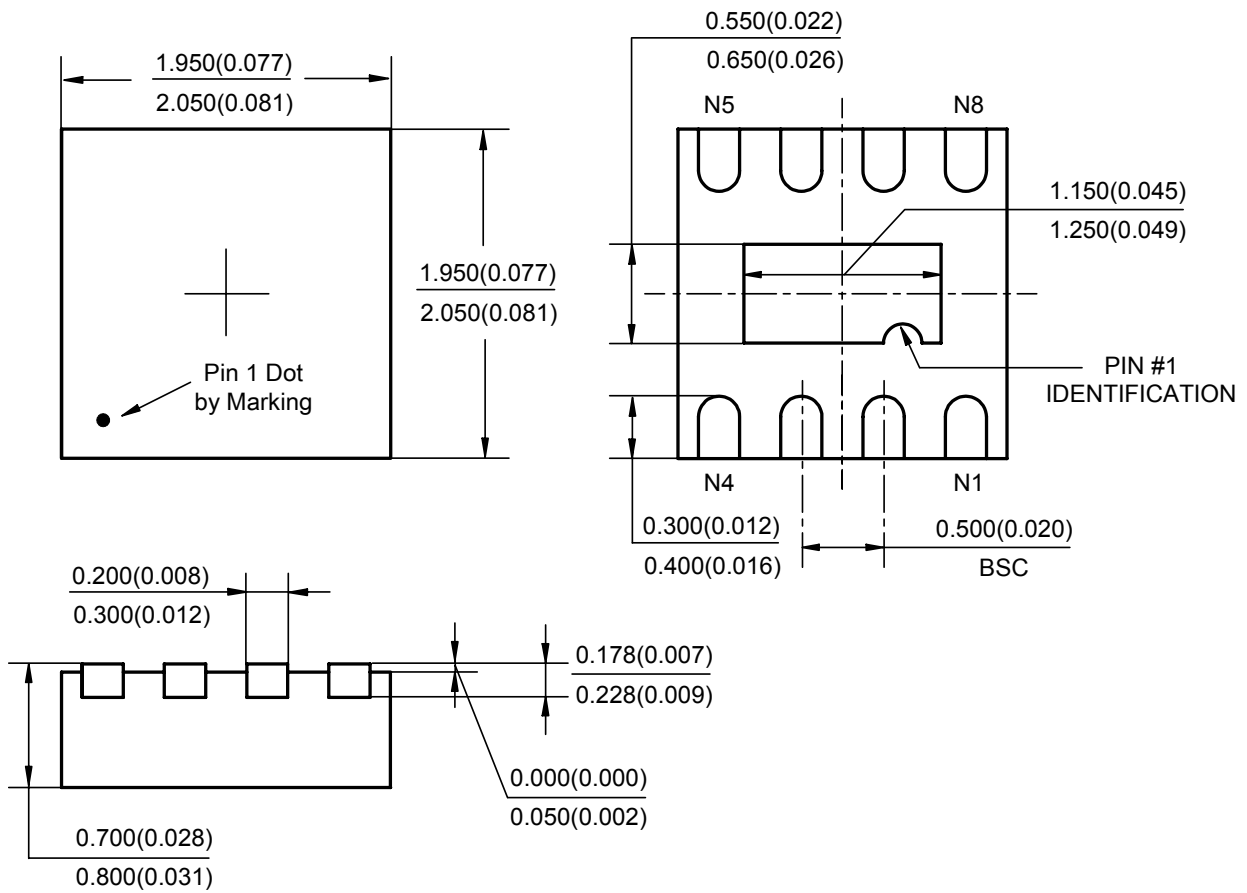 1.950(0.077)
2.050(0.081)
1.950(0.077)
2.050(0.081)
Pin 1 Dot
by Marking
0.550(0.022)
0.650(0.026)
N5
N8
1.150(0.045)
1.250(0.049)
PIN #1
IDENTIFICATION
N4
N1
0.300(0.012)
0.400(0.016)
0.500(0.020)
BSC
0.200(0.008)
0.300(0.012)
0.178(0.007)
0.228(0.009)
0.000(0.000)
0.050(0.002)
0.700(0.028)
0.800(0.031)